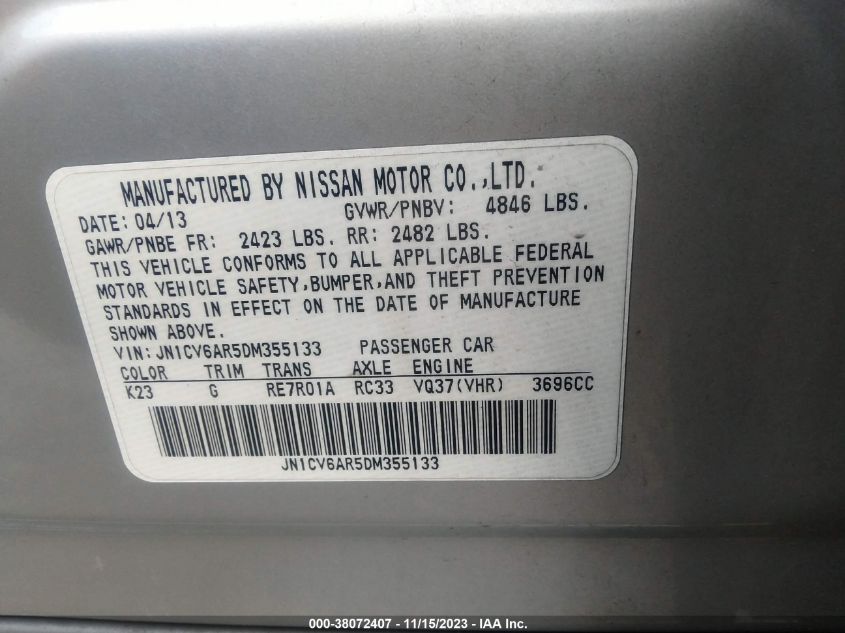 MANUFACTURED BY NISSAN MOTOR CO.,LTD.
DATE: 04/13 GVWR/PNBV: 4846 LBS.
GAWR/PNBE FR: 2423 LBS. RR: 2482 LBS.
THIS VEHICLE CONFORMS TO ALL APPLICABLE FEDERAL
MOTOR VEHICLE SAFETY,BUMPER,AND THEFT PREVENTION
STANDARDS IN EFFECT ON THE DATE OF MANUFACTURE
SHOWN ABOVE.
VIN: JN1CV6AR5DM355133 PASSENGER CAR
COLOR TRIM TRANS AXLE ENGINE
K23 G RE7R01A RC33 VQ37(VHR) 3696CC
JN1CV6AR5DM355133
000-38072407 - 11/15/2023 - IAA Inc.